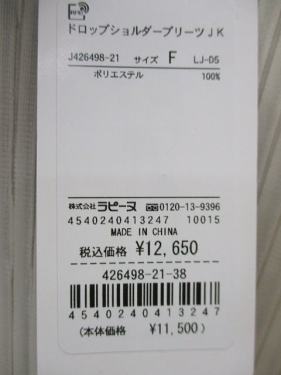 ドロップショルダープリーツJK
J426498-21 サイズ F LJ-D5
ポリエステル 100%
株式会社 ラピーヌ 0120-13-9396
4540240413247 10015
MADE IN CHINA
税込価格 ¥12,650
426498-21-38
4540240413247
(本体価格 ¥11,500)